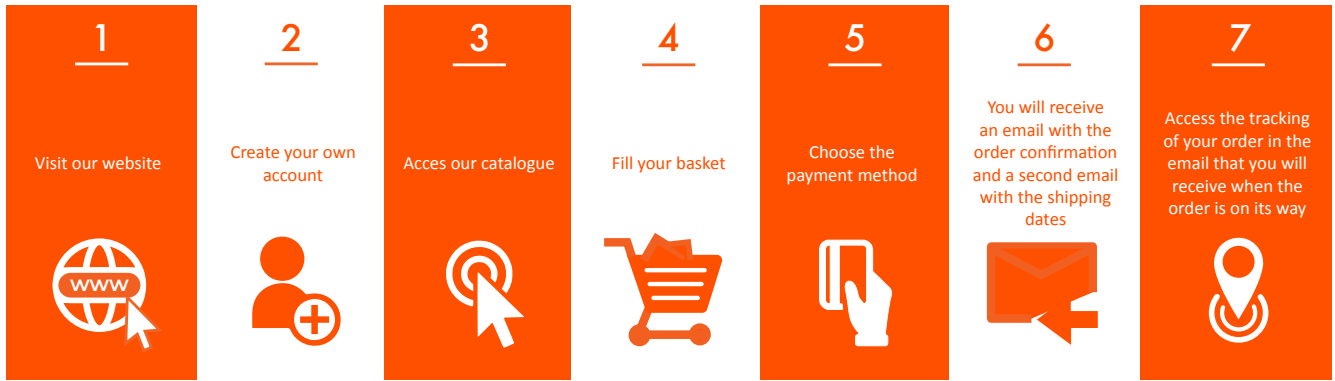 1
Visit our website
WWW
2
Create your own
account
3
Acces our catalogue
4
Fill your basket
5
Choose the
payment method
6
You will receive
an email with the
order confirmation
and a second email
with the shipping
dates
7
Access the tracking
of your order in the
email that you will
receive when the
order is on its way